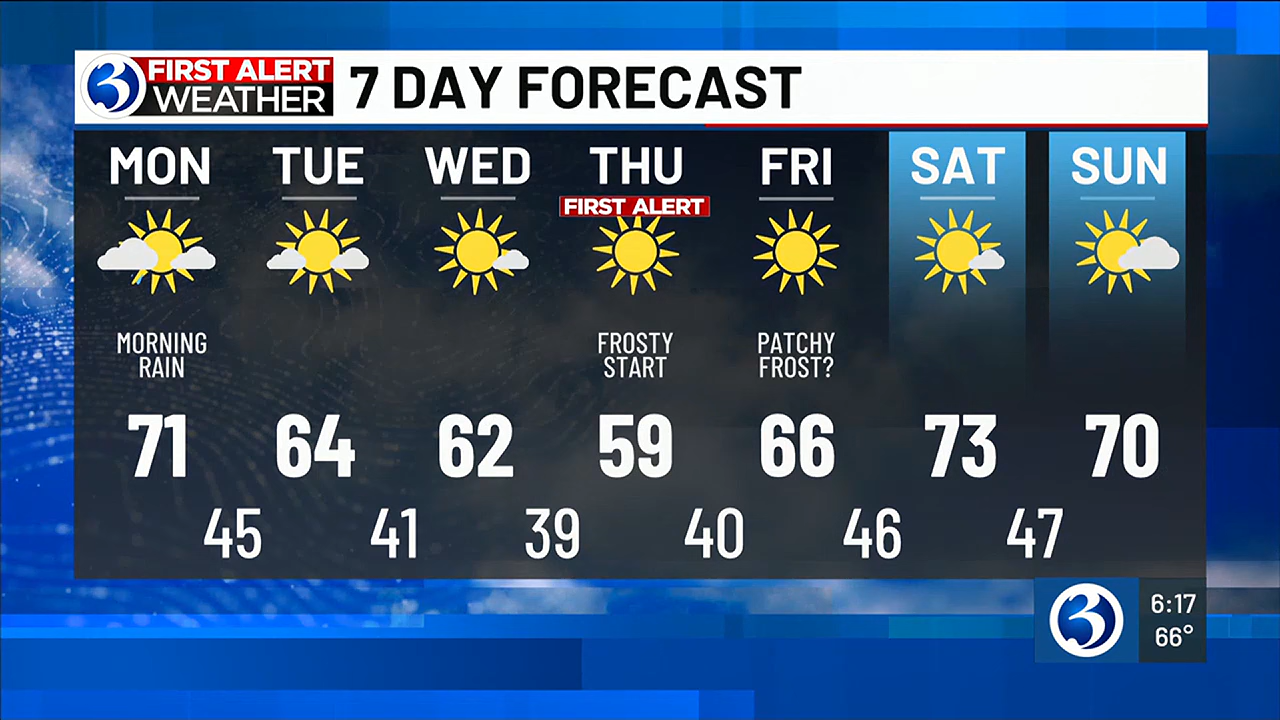 3 FIRST ALERT WEATHER
7 DAY FORECAST
MON TUE WED THU FRI SAT SUN
FIRST ALERT
MORNING RAIN
FROSTY START
PATCHY FROST?
71 64 62 59 66 73 70
45 41 39 40 46 47
3
6:17
66°